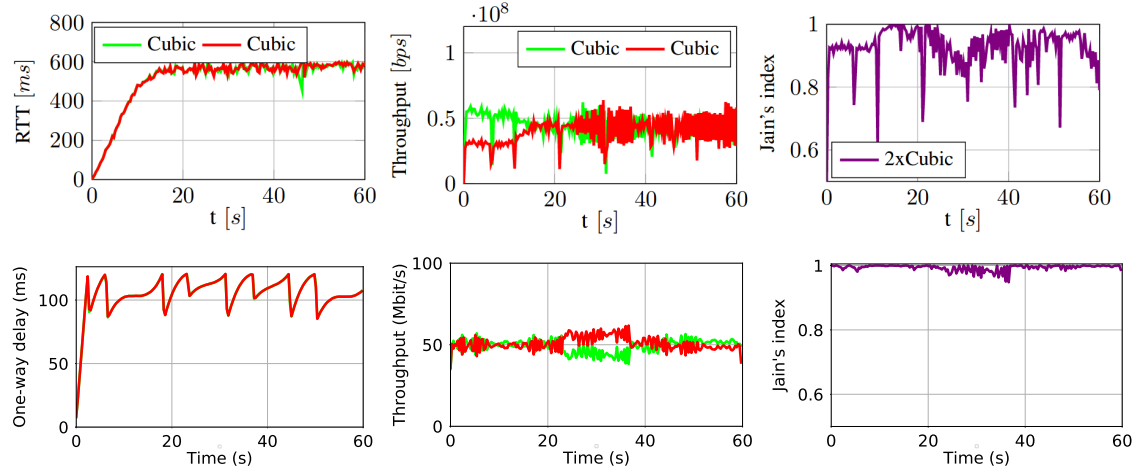 800
600
400
200
0
0
20
40
60
RTT [ms]
t [s]
Cubic
Cubic
·10⁸
1
0.5
0
0
20
40
60
Throughput [bps]
t [s]
Cubic
Cubic
1
0.8
0.6
0
20
40
60
Jain's index
t [s]
2xCubic
100
50
0
0
20
40
60
One-way delay (ms)
Time (s)
100
50
0
0
20
40
60
Throughput (Mbit/s)
Time (s)
1
0.8
0.6
0
20
40
60
Jain's index
Time (s)